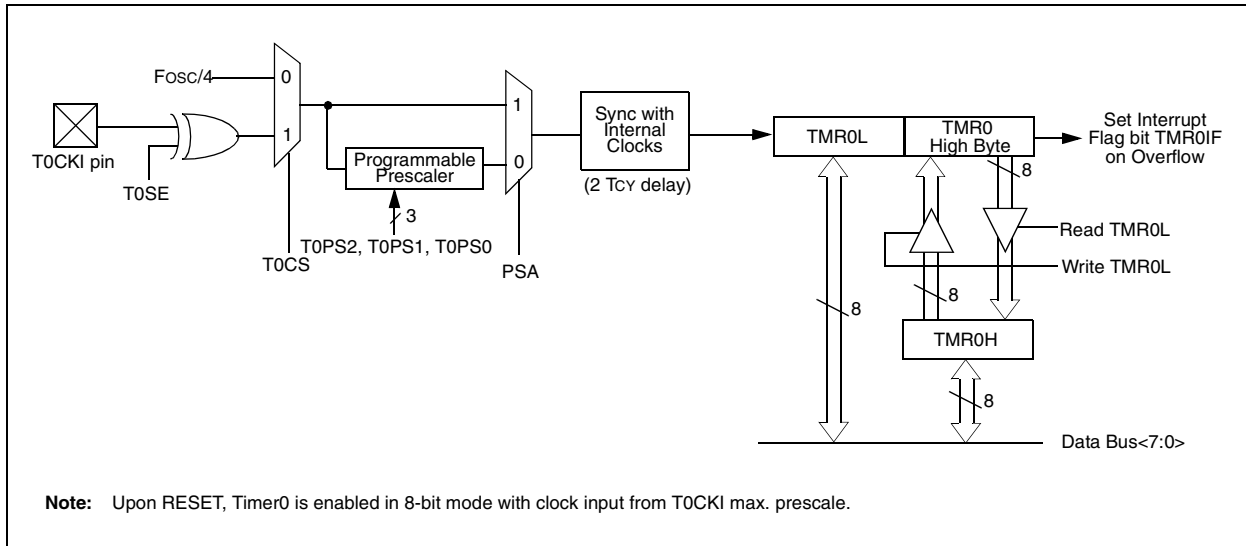 FOSC/4
T0CKI pin
T0SE
0
1
T0CS
Programmable
Prescaler
3
T0PS2, T0PS1, T0PS0
1
0
PSA
Sync with
Internal
Clocks
(2 TCY delay)
TMR0L
TMR0
High Byte
Set Interrupt
Flag bit TMR0IF
on Overflow
8
Read TMR0L
Write TMR0L
8
8
TMR0H
8
Data Bus<7:0>
Note: Upon RESET, Timer0 is enabled in 8-bit mode with clock input from T0CKI max. prescale.